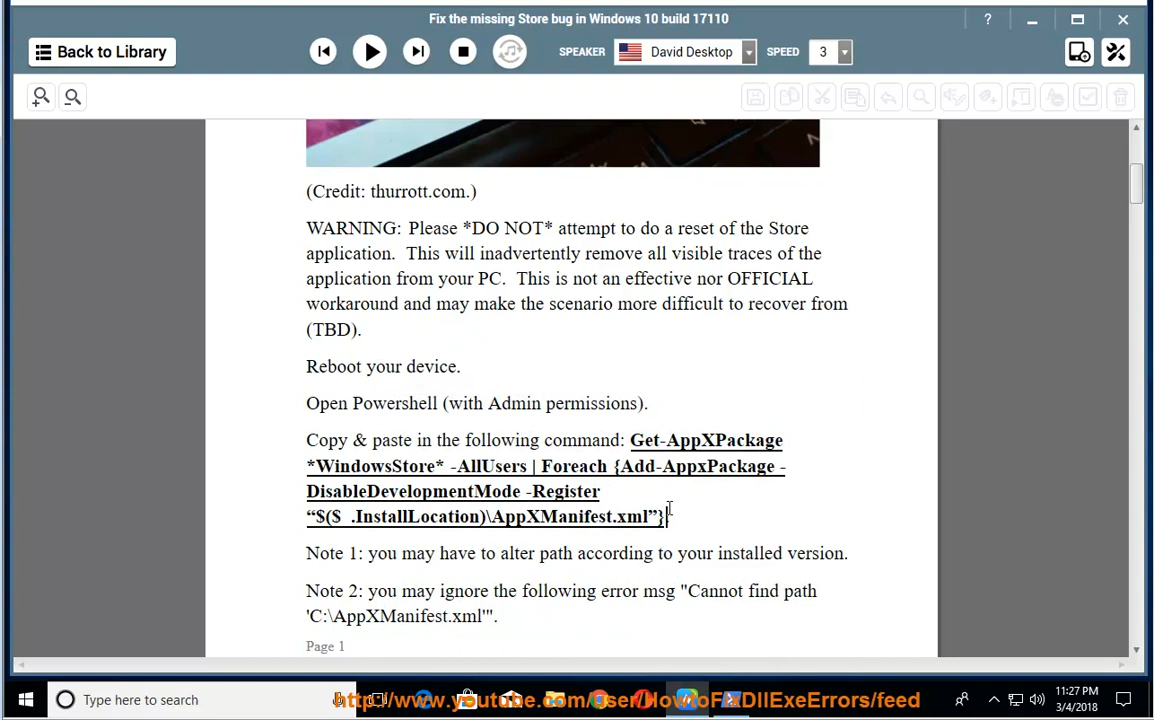 Fix the missing Store bug in Windows 10 build 17110
?
Back to Library
SPEAKER
David Desktop
SPEED
3
(Credit: thurrott.com.)
WARNING: Please *DO NOT* attempt to do a reset of the Store
application. This will inadvertently remove all visible traces of the
application from your PC. This is not an effective nor OFFICIAL
workaround and may make the scenario more difficult to recover from
(TBD).
Reboot your device.
Open Powershell (with Admin permissions).
Copy & paste in the following command: Get-AppXPackage
*WindowsStore* -AllUsers | Foreach {Add-AppxPackage -
DisableDevelopmentMode -Register
“$($_.InstallLocation)\AppXManifest.xml”}
Note 1: you may have to alter path according to your installed version.
Note 2: you may ignore the following error msg "Cannot find path
'C:\AppXManifest.xml'".
Page 1
Type here to search
http://www.youtube.com/user/HowtoFixDllExeErrors/feed
11:27 PM
3/4/2018